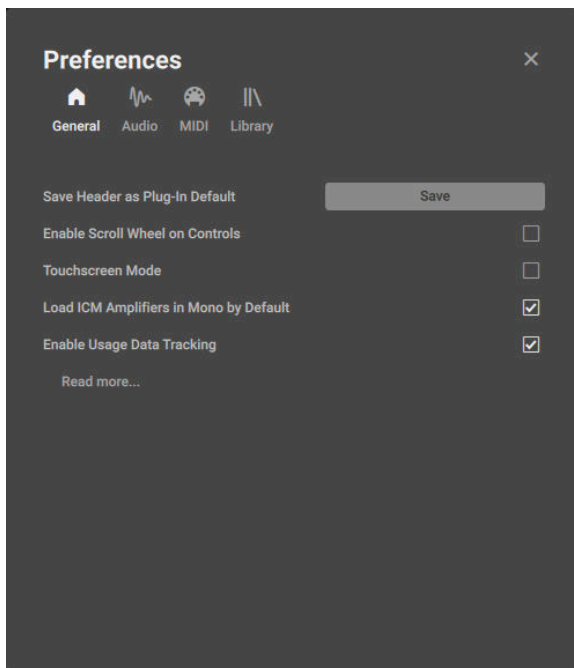 Preferences
General Audio MIDI Library
Save Header as Plug-In Default Save
Enable Scroll Wheel on Controls
Touchscreen Mode
Load ICM Amplifiers in Mono by Default
Enable Usage Data Tracking
Read more...